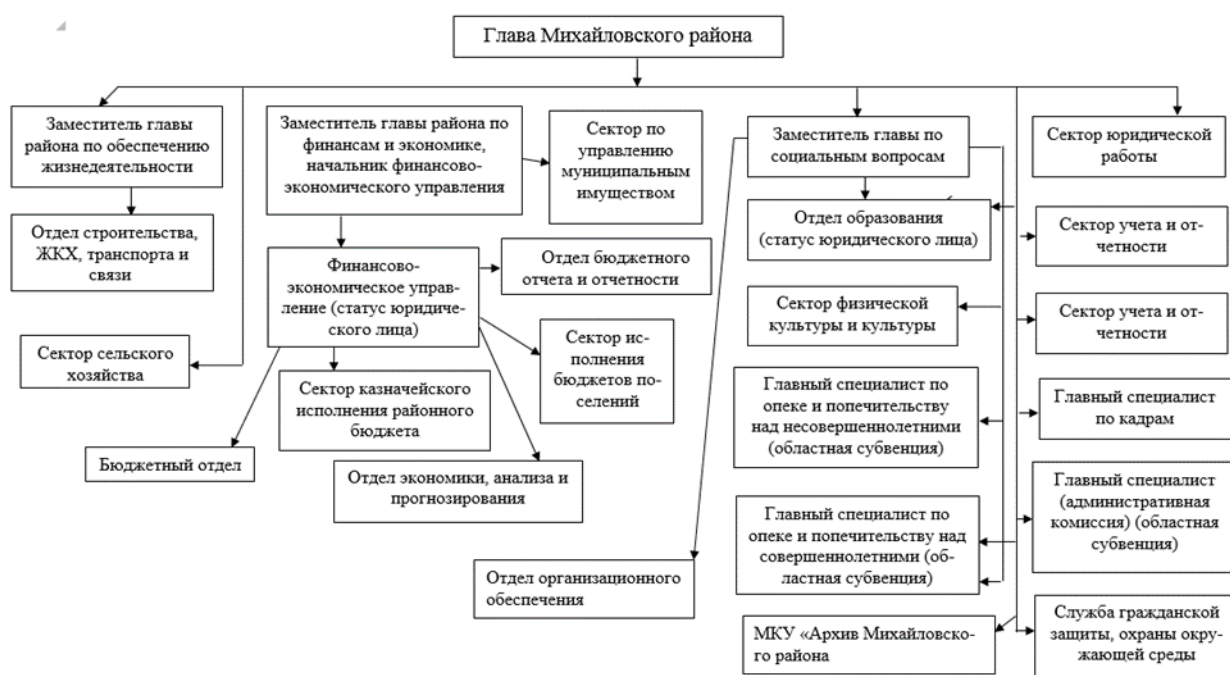 Глава Михайловского района
Заместитель главы
района по обеспечению
жизнедеятельности
Заместитель главы района по
финансам и экономике,
начальник финансово-
экономического управления
Сектор по
управлению
муниципальным
имуществом
Заместитель главы по
социальным вопросам
Сектор юридической
работы
Отдел строительства,
ЖКХ, транспорта и
связи
Отдел образования
(статус юридического лица)
Сектор учета и от-
четности
Финансово-
экономическое управ-
ление (статус юридиче-
ского лица)
Отдел бюджетного
отчета и отчетности
Сектор физической
культуры и культуры
Сектор учета и от-
четности
Сектор сельского
хозяйства
Сектор ис-
полнения
бюджетов по-
селений
Сектор казначейского
исполнения районного
бюджета
Главный специалист по
опеке и попечительству
над несовершеннолетними
(областная субвенция)
Главный специалист
по кадрам
Бюджетный отдел
Отдел экономики, анализа и
прогнозирования
Главный специалист
(административная
комиссия) (областная
субвенция)
Главный специалист по
опеке и попечительству над
совершеннолетними (об-
ластная субвенция)
Отдел организационного
обеспечения
МКУ «Архив Михайловско-
го района
Служба гражданской
защиты, охраны окру-
жающей среды